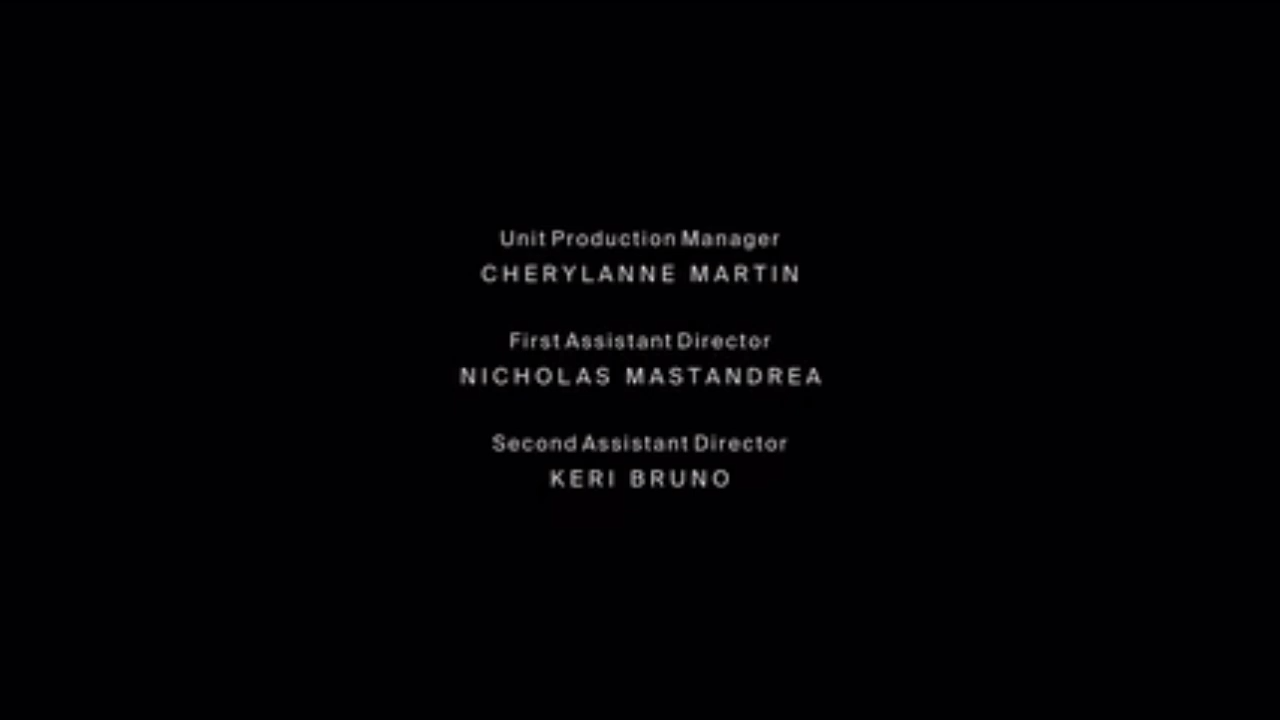 Unit Production Manager
CHERYLANNE MARTIN
First Assistant Director
NICHOLAS MASTANDREA
Second Assistant Director
KERI BRUNO